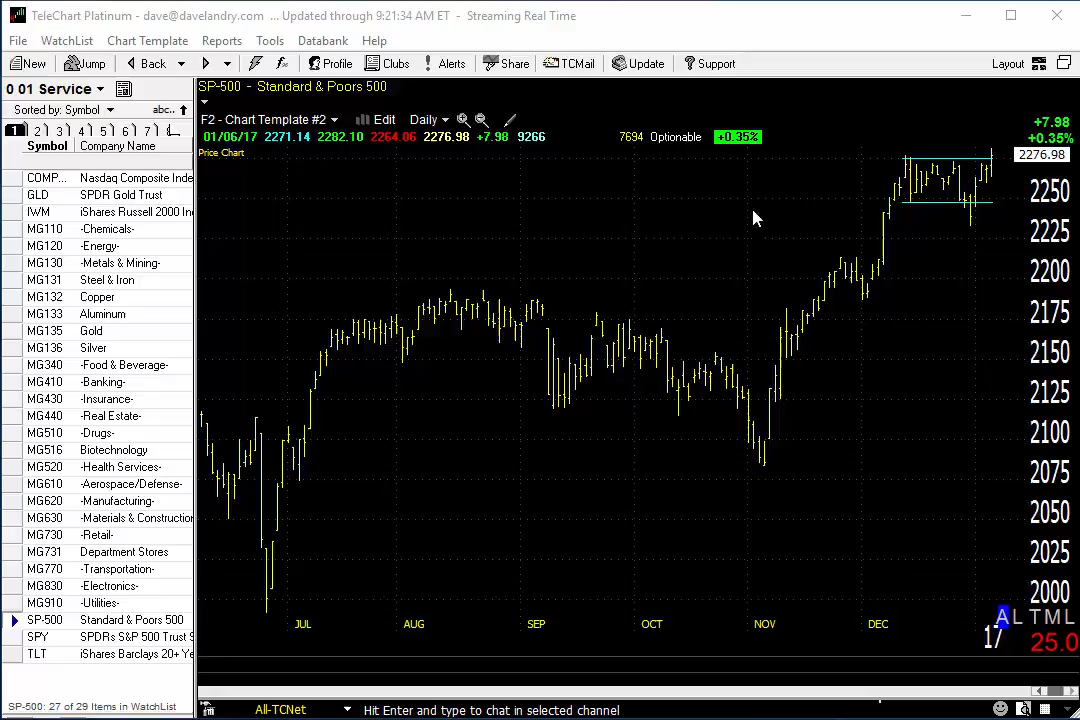 TeleChart Platinum - dave@davelandry.com ... Updated through 9:21:34 AM ET - Streaming Real Time
File WatchList Chart Template Reports Tools Databank Help
New Jump Back Profile Clubs Alerts Share TCMail Update Support Layout
0 01 Service
SP-500 - Standard & Poors 500
Sorted by: Symbol abc..
F2 - Chart Template #2 Edit Daily
1 2 3 4 5 6 7
01/06/17 2271.14 2282.10 2264.06 2276.98 +7.98 9266 7694 Optionable +0.35%
+7.98
+0.35%
2276.98
Symbol Company Name
Price Chart
COMP... Nasdaq Composite Inde
GLD SPDR Gold Trust
IWM iShares Russell 2000 In
MG110 -Chemicals-
MG120 -Energy-
MG130 -Metals & Mining-
MG131 Steel & Iron
MG132 Copper
MG133 Aluminum
MG135 Gold
MG136 Silver
MG340 -Food & Beverage-
MG410 -Banking-
MG430 -Insurance-
MG440 -Real Estate-
MG510 -Drugs-
MG516 Biotechnology
MG520 -Health Services-
MG610 -Aerospace/Defense-
MG620 -Manufacturing-
MG630 -Materials & Construction
MG730 -Retail-
MG731 Department Stores
MG770 -Transportation-
MG830 -Electronics-
MG910 -Utilities-
SP-500 Standard & Poors 500
SPY SPDRs S&P 500 Trust S
TLT iShares Barclays 20+ Ye
2250
2225
2200
2175
2150
2125
2100
2075
2050
2025
2000
JUL AUG SEP OCT NOV DEC
A L T M L
17 25.0
SP-500: 27 of 29 Items in WatchList
All-TCNet Hit Enter and type to chat in selected channel